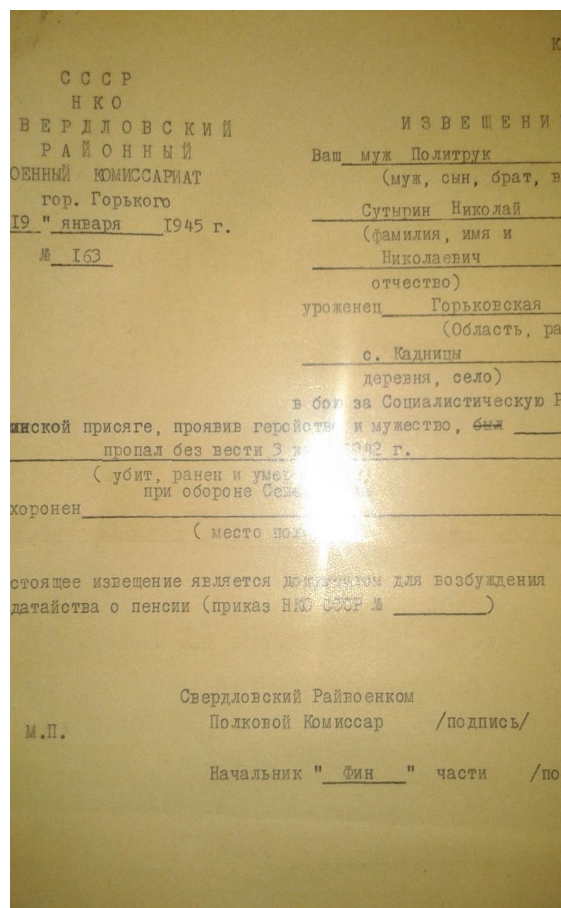 К
СССР
НКО
ВЕРДЛОВСКИЙ
РАЙОННЫЙ
ОЕННЫЙ КОМИССАРИАТ
гор. Горького
19 " января 1945 г.
№ 163
ИЗВЕЩЕНИ
Ваш муж Политрук
(муж, сын, брат, в
Сутырин Николай
(фамилия, имя и
Николаевич
отчество)
уроженец Горьковская
(Область, ра
с. Кадницы
деревня, село)
в бою за Социалистическую Р
инской присяге, проявив геройство и мужество, был
пропал без вести 3 1942 г.
( убит, ранен и
при обороне
хоронен
( место
стоящее извещение является документом для возбуждения
датайства о пенсии (приказ НКО СССР № )
Свердловский Райвоенком
Полковой Комиссар /подпись/
М.П.
Начальник " Фин " части /по